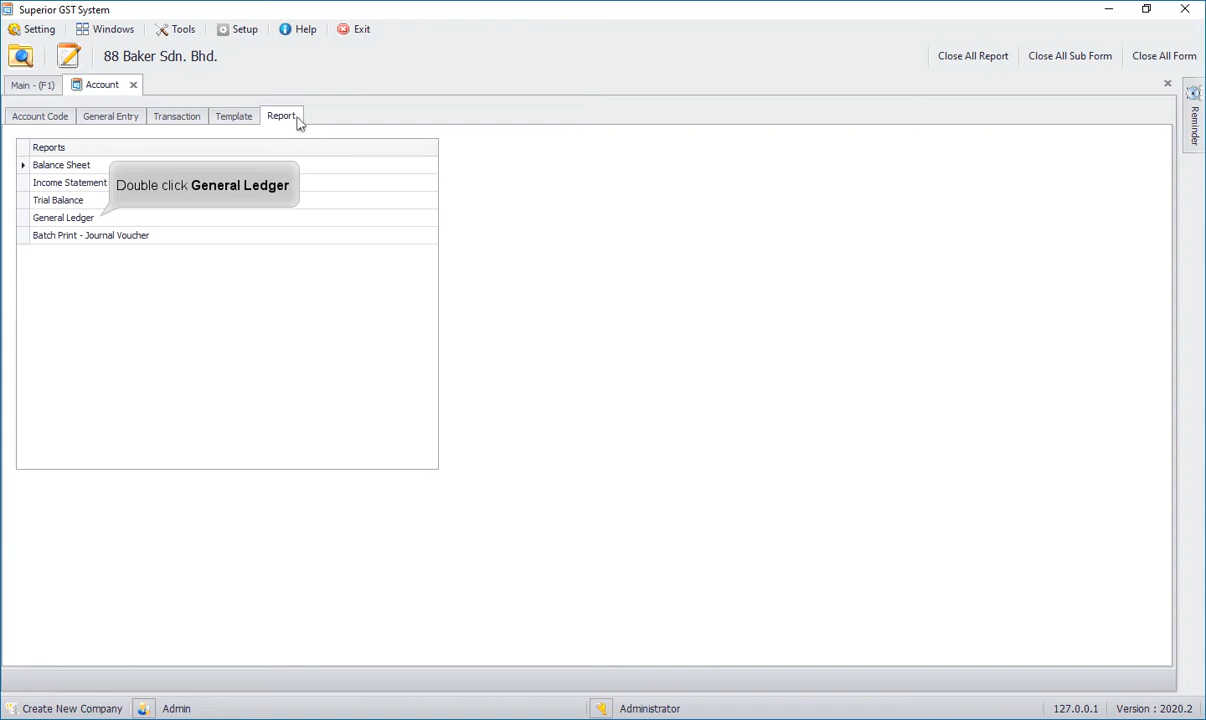 Superior GST System
Setting Windows Tools Setup Help Exit
88 Baker Sdn. Bhd. Close All Report Close All Sub Form Close All Form
Main - (F1) Account
Reminder
Account Code General Entry Transaction Template Report
Reports
Balance Sheet
Income Statement
Double click General Ledger
Trial Balance
General Ledger
Batch Print - Journal Voucher
Create New Company Admin Administrator 127.0.0.1 Version : 2020.2